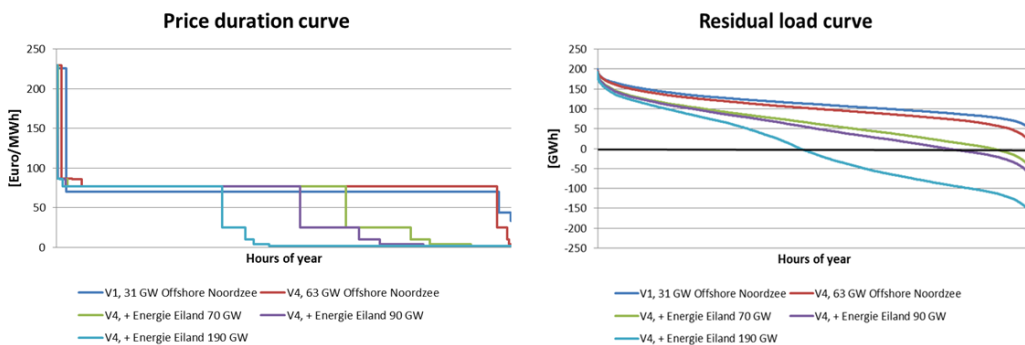 Price duration curve
250
200
150
100
50
0
[Euro/MWh]
Hours of year
V1, 31 GW Offshore Noordzee
V4, 63 GW Offshore Noordzee
V4, + Energie Eiland 70 GW
V4, + Energie Eiland 90 GW
V4, + Energie Eiland 190 GW
Residual load curve
250
200
150
100
50
0
-50
-100
-150
-200
-250
[GWh]
Hours of year
V1, 31 GW Offshore Noordzee
V4, 63 GW Offshore Noordzee
V4, + Energie Eiland 70 GW
V4, + Energie Eiland 90 GW
V4, + Energie Eiland 190 GW